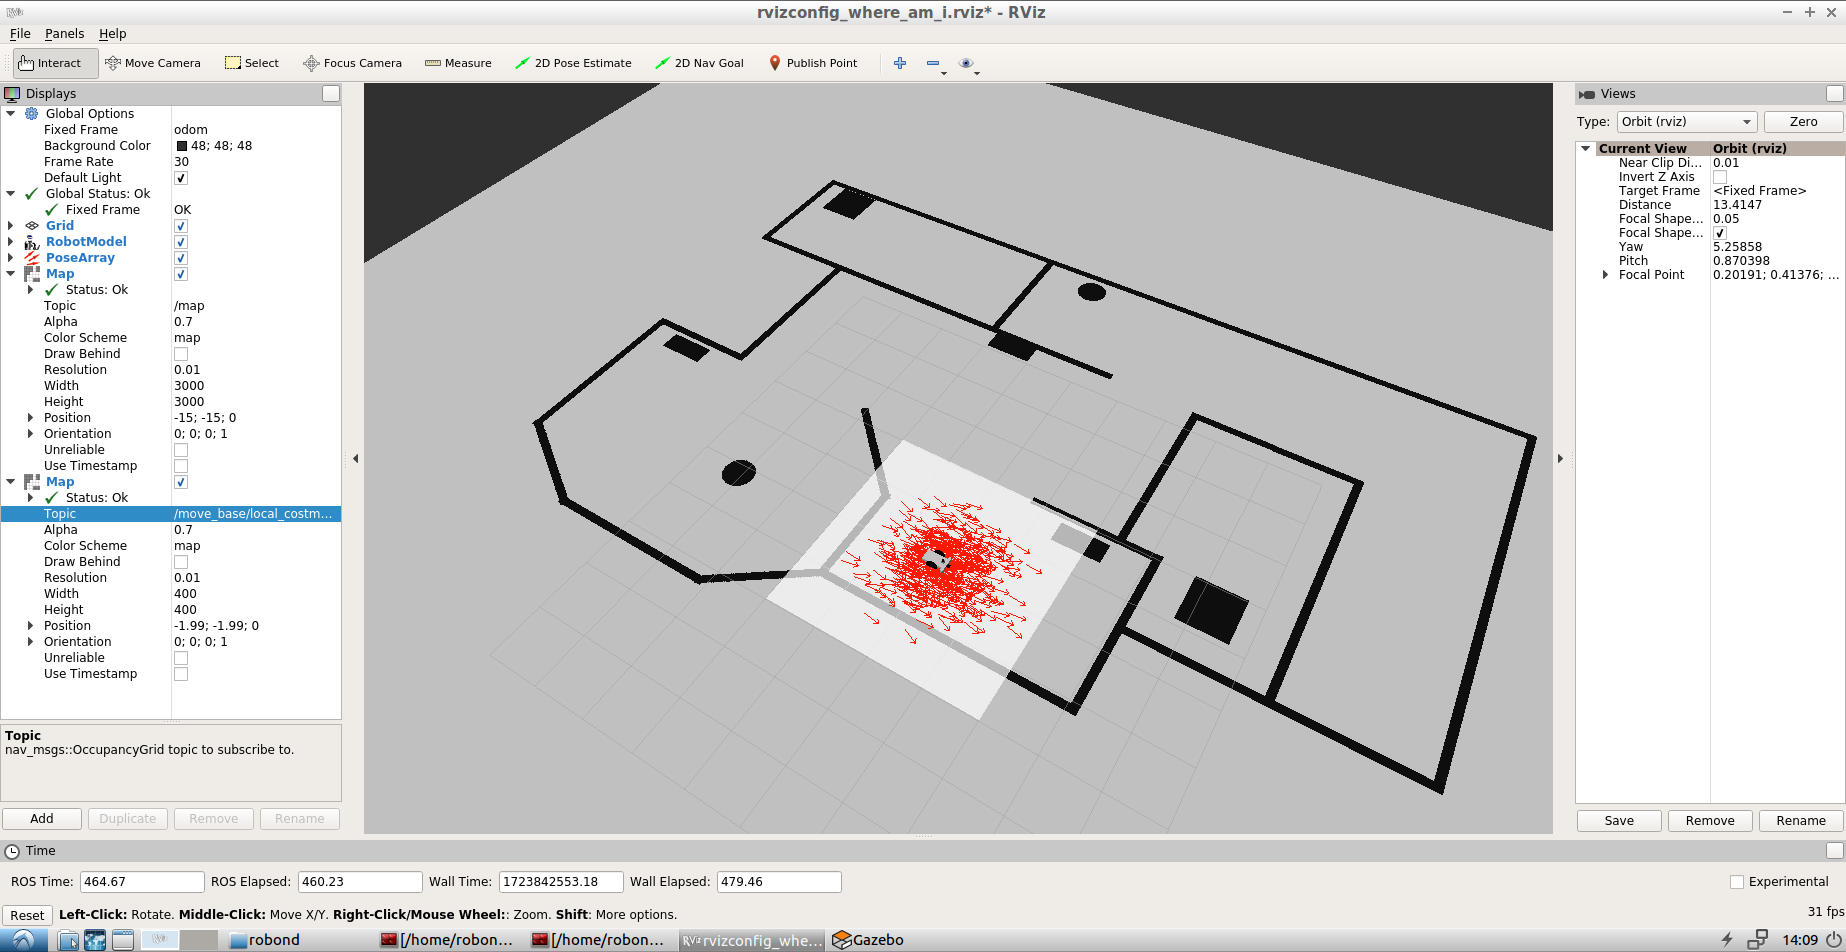 RViz
rvizconfig_where_am_i.rviz* - RViz
File Panels Help
Interact Move Camera Select Focus Camera Measure 2D Pose Estimate 2D Nav Goal Publish Point
Displays
Global Options
Fixed Frame odom
Background Color 48; 48; 48
Frame Rate 30
Default Light
Global Status: Ok
Fixed Frame OK
Grid
RobotModel
PoseArray
Map
Status: Ok
Topic /map
Alpha 0.7
Color Scheme map
Draw Behind
Resolution 0.01
Width 3000
Height 3000
Position -15; -15; 0
Orientation 0; 0; 0; 1
Unreliable
Use Timestamp
Map
Status: Ok
Topic /move_base/local_costm...
Alpha 0.7
Color Scheme map
Draw Behind
Resolution 0.01
Width 400
Height 400
Position -1.99; -1.99; 0
Orientation 0; 0; 0; 1
Unreliable
Use Timestamp
Topic
nav_msgs::OccupancyGrid topic to subscribe to.
Add Duplicate Remove Rename
Views
Type: Orbit (rviz) Zero
Current View Orbit (rviz)
Near Clip Di... 0.01
Invert Z Axis
Target Frame <Fixed Frame>
Distance 13.4147
Focal Shape... 0.05
Focal Shape...
Yaw 5.25858
Pitch 0.870398
Focal Point 0.20191; 0.41376; ...
Save Remove Rename
Time
ROS Time: 464.67 ROS Elapsed: 460.23 Wall Time: 1723842553.18 Wall Elapsed: 479.46 Experimental
Reset Left-Click: Rotate. Middle-Click: Move X/Y. Right-Click/Mouse Wheel:: Zoom. Shift: More options. 31 fps
robond [/home/robon... [/home/robon... RViz rvizconfig_whe... Gazebo 14:09